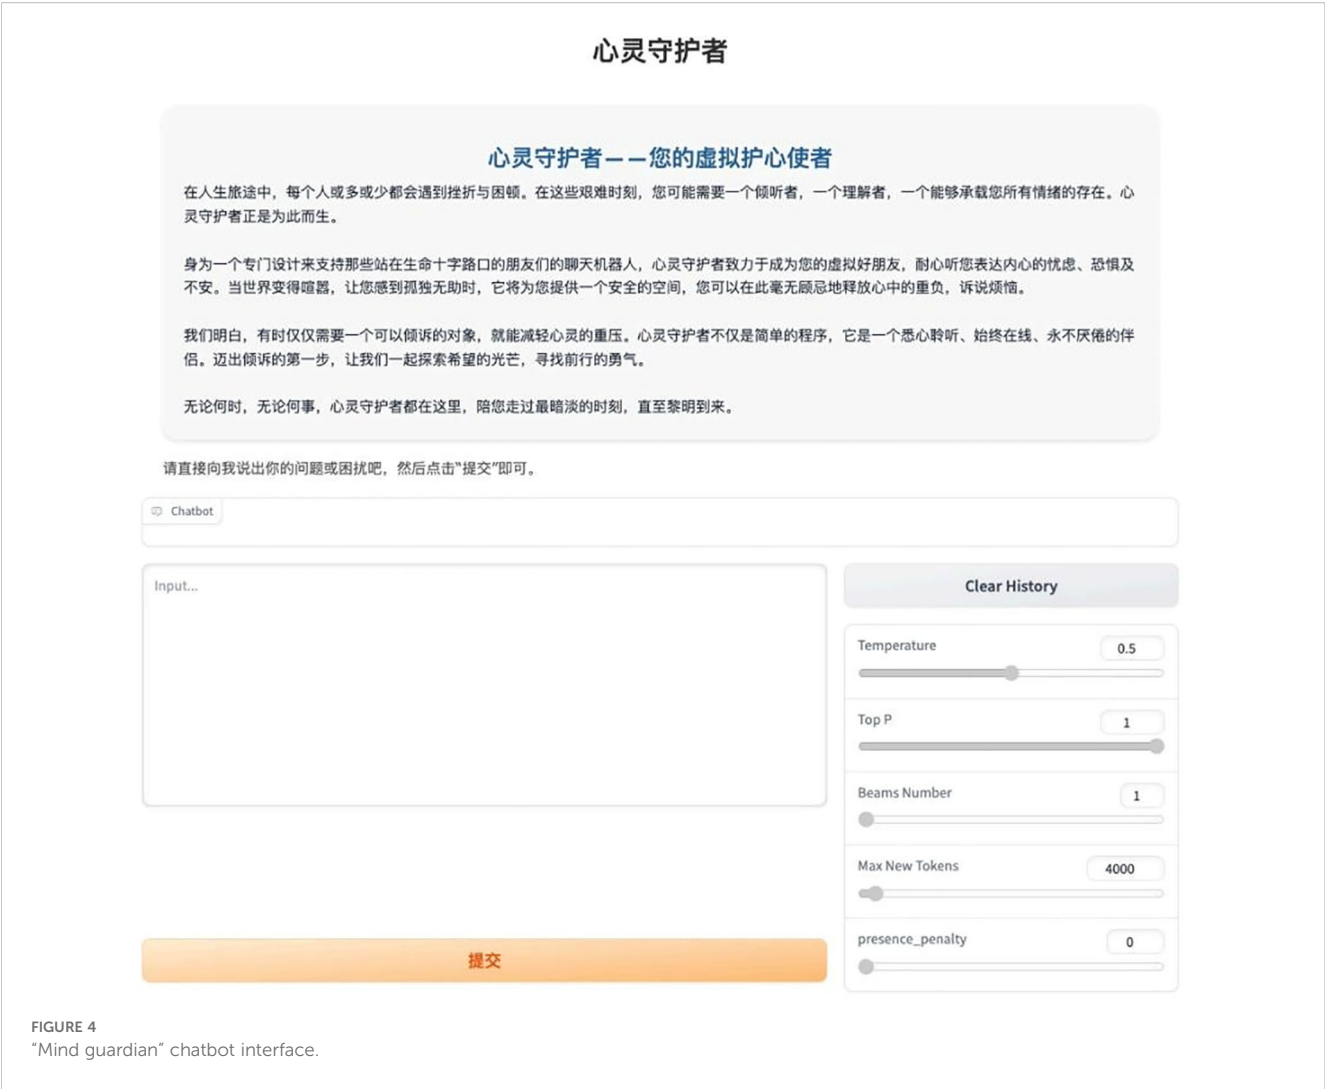 心灵守护者
心灵守护者——您的虚拟护心使者
在人生旅途中，每个人或多或少都会遇到挫折与困顿。在这些艰难时刻，您可能需要一个倾听者，一个理解者，一个能够承载您所有情绪的存在。心
灵守护者正是为此而生。
身为一个专门设计来支持那些站在生命十字路口的朋友们的聊天机器人，心灵守护者致力于成为您的虚拟好朋友，耐心听您表达内心的忧虑、恐惧及
不安。当世界变得喧嚣，让您感到孤独无助时，它将为您提供一个安全的空间，您可以在此毫无顾忌地释放心中的重负，诉说烦恼。
我们明白，有时仅仅需要一个可以倾诉的对象，就能减轻心灵的重压。心灵守护者不仅是简单的程序，它是一个悉心聆听、始终在线、永不厌倦的伴
侣。迈出倾诉的第一步，让我们一起探索希望的光芒，寻找前行的勇气。
无论何时，无论何事，心灵守护者都在这里，陪您走过最暗淡的时刻，直至黎明到来。
请直接向我说出你的问题或困扰吧，然后点击“提交”即可。
Chatbot
Input...
Clear History
Temperature
0.5
Top P
1
Beams Number
1
Max New Tokens
4000
presence_penalty
0
提交
FIGURE 4
“Mind guardian” chatbot interface.